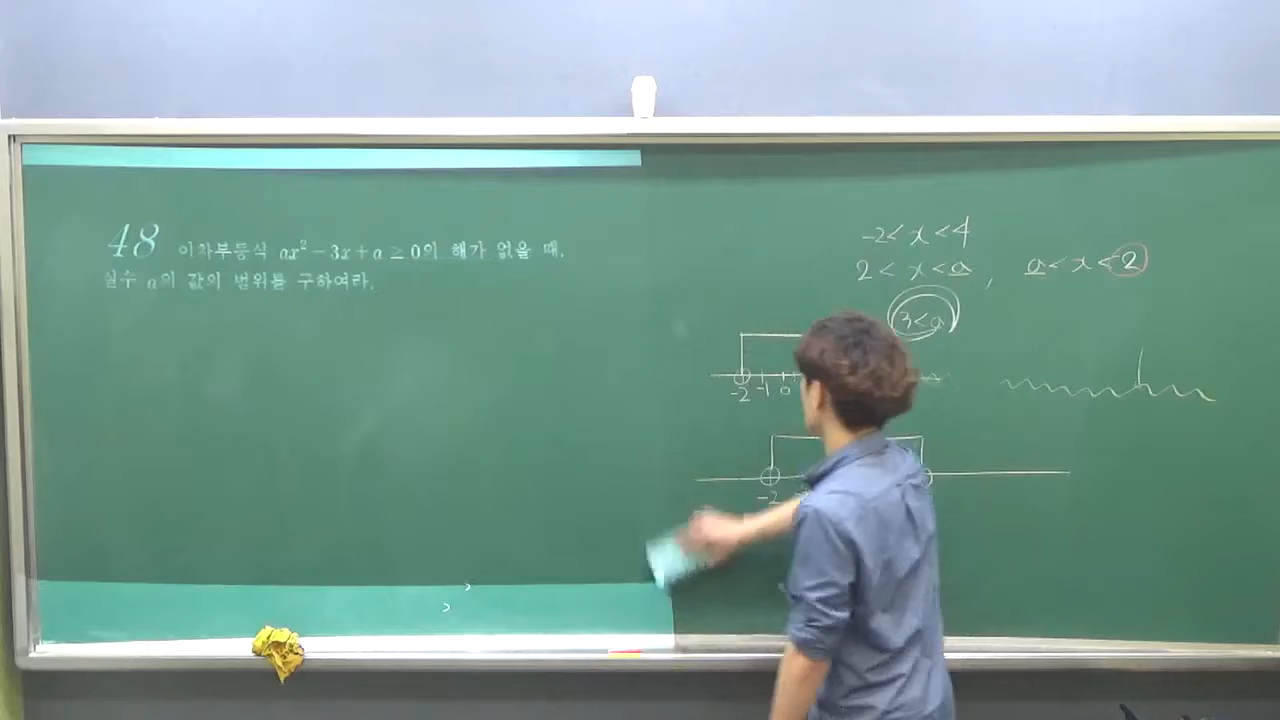 48 이차부등식 ax² - 3x + a ≥ 0의 해가 없을 때,
실수 a의 값의 범위를 구하여라.
-2 < x < 4
2 < x < a , a < x < 2
3 < a
-2 -1 0
-2